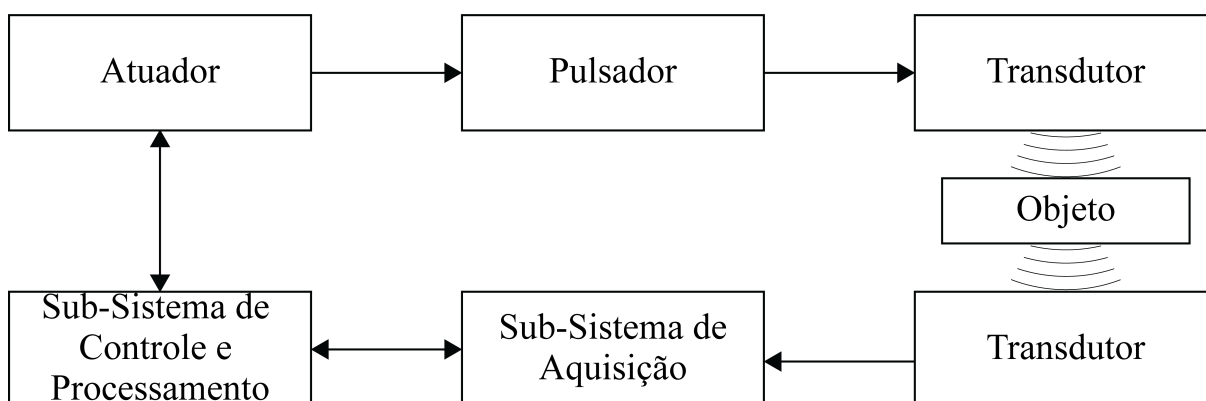 Atuador
Pulsador
Transdutor
Objeto
Sub-Sistema de
Controle e
Processamento
Sub-Sistema de
Aquisição
Transdutor